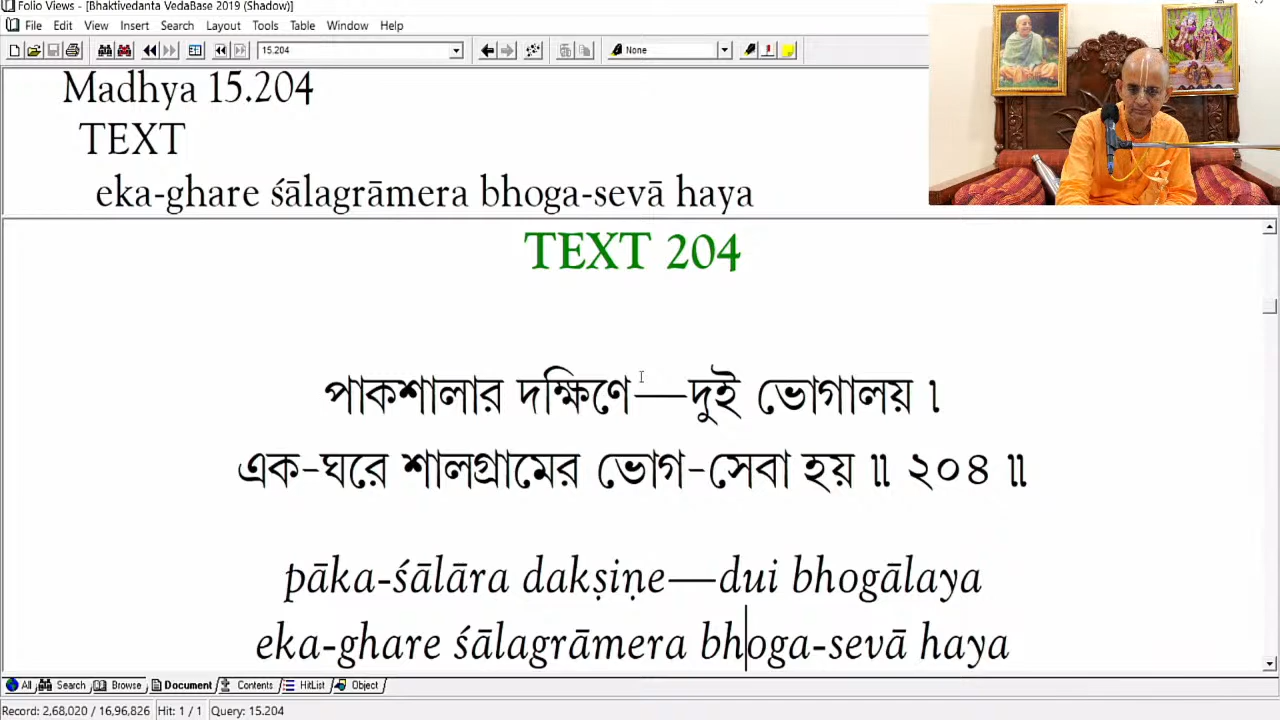 Folio Views - [Bhaktivedanta VedaBase 2019 (Shadow)]
File Edit View Insert Search Layout Tools Table Window Help
15.204 None
Madhya 15.204
TEXT
eka-ghare śālagrāmera bhoga-sevā haya
TEXT 204
পাকশালার দক্ষিণে—দুই ভোগালয় ৷
এক-ঘরে শালগ্রামের ভোগ-সেবা হয় ৷৷ ২০৪ ৷৷
pāka-śālāra dakṣiṇe—dui bhogālaya
eka-ghare śālagrāmera bhoga-sevā haya
All Search Browse Document Contents HitList Object
Record: 2,68,020 / 16,96,826 Hit: 1 / 1 Query: 15.204